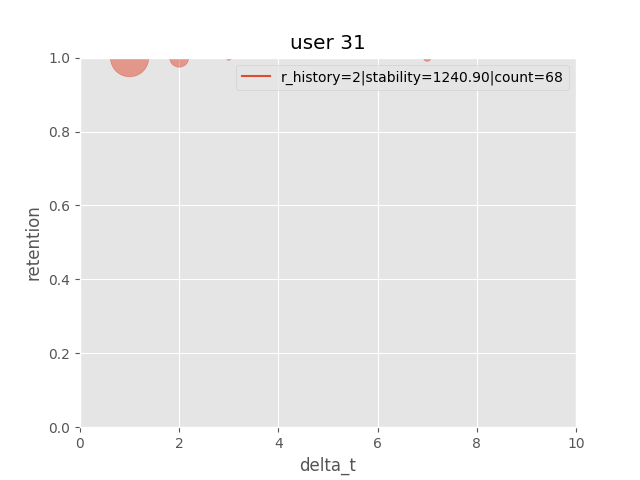 user 31
r_history=2|stability=1240.90|count=68
retention
1.0
0.8
0.6
0.4
0.2
0.0
0 2 4 6 8 10
delta_t